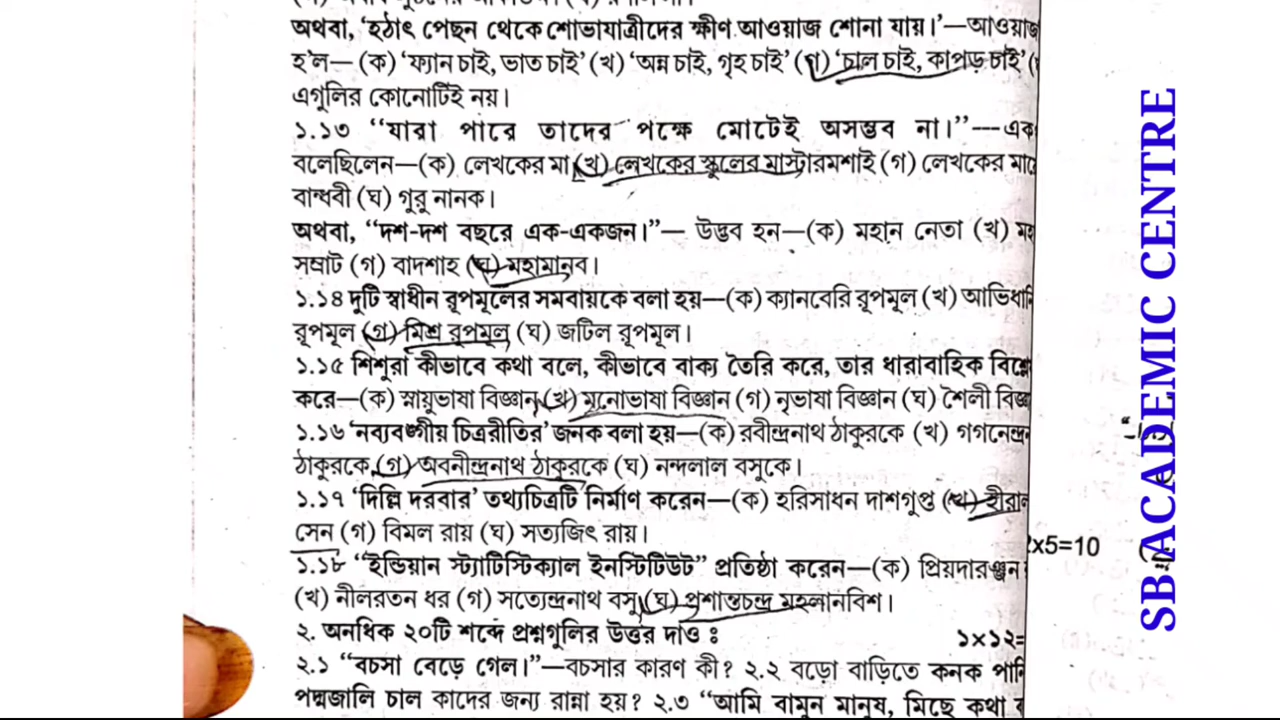 অথবা, 'হঠাৎ পেছন থেকে শোভাযাত্রীদের ক্ষীণ আওয়াজ শোনা যায়।'—আওয়াজ
হ'ল—(ক) 'ফ্যান চাই, ভাত চাই' (খ) 'অন্ন চাই, গৃহ চাই' (গ) 'চাল চাই, কাপড় চাই' (
এগুলির কোনোটিই নয়।
১.১৩ "যারা পারে তাদের পক্ষে মোটেই অসম্ভব না।"---এক
বলেছিলেন—(ক) লেখকের মা (খ) লেখকের স্কুলের মাস্টারমশাই (গ) লেখকের মায়ে
বান্ধবী (ঘ) গুরু নানক।
অথবা, "দশ-দশ বছরে এক-একজন।"— উদ্ভব হন—(ক) মহান নেতা (খ) মহ
সম্রাট (গ) বাদশাহ (ঘ) মহামানব।
১.১৪ দুটি স্বাধীন রূপমূলের সমবায়কে বলা হয়—(ক) ক্যানবেরি রূপমূল (খ) আভিধানি
রূপমূল (গ) মিশ্র রূপমূল (ঘ) জটিল রূপমূল।
১.১৫ শিশুরা কীভাবে কথা বলে, কীভাবে বাক্য তৈরি করে, তার ধারাবাহিক বিশ্লে
করে—(ক) স্নায়ুভাষা বিজ্ঞান (খ) মনোভাষা বিজ্ঞান (গ) নৃভাষা বিজ্ঞান (ঘ) শৈলী বিজ্ঞা
১.১৬ 'নব্যবঙ্গীয় চিত্ররীতির' জনক বলা হয়—(ক) রবীন্দ্রনাথ ঠাকুরকে (খ) গগনেন্দ্রন
ঠাকুরকে (গ) অবনীন্দ্রনাথ ঠাকুরকে (ঘ) নন্দলাল বসুকে।
১.১৭ 'দিল্লি দরবার' তথ্যচিত্রটি নির্মাণ করেন—(ক) হরিসাধন দাশগুপ্ত (খ) হীরাল
সেন (গ) বিমল রায় (ঘ) সত্যজিৎ রায়।
১.১৮ "ইন্ডিয়ান স্ট্যাটিস্টিক্যাল ইনস্টিটিউট" প্রতিষ্ঠা করেন—(ক) প্রিয়দারঞ্জন
(খ) নীলরতন ধর (গ) সত্যেন্দ্রনাথ বসু (ঘ) প্রশান্তচন্দ্র মহলানবিশ।
২. অনধিক ২০টি শব্দে প্রশ্নগুলির উত্তর দাও ঃ ১×১২=
২.১ "বচসা বেড়ে গেল।"—বচসার কারণ কী? ২.২ বড়ো বাড়িতে কনক পানি
পদ্মজালি চাল কাদের জন্য রান্না হয়? ২.৩ "আমি বামুন মানুষ, মিছে কথা ব
x5=10
SB ACADEMIC CENTRE